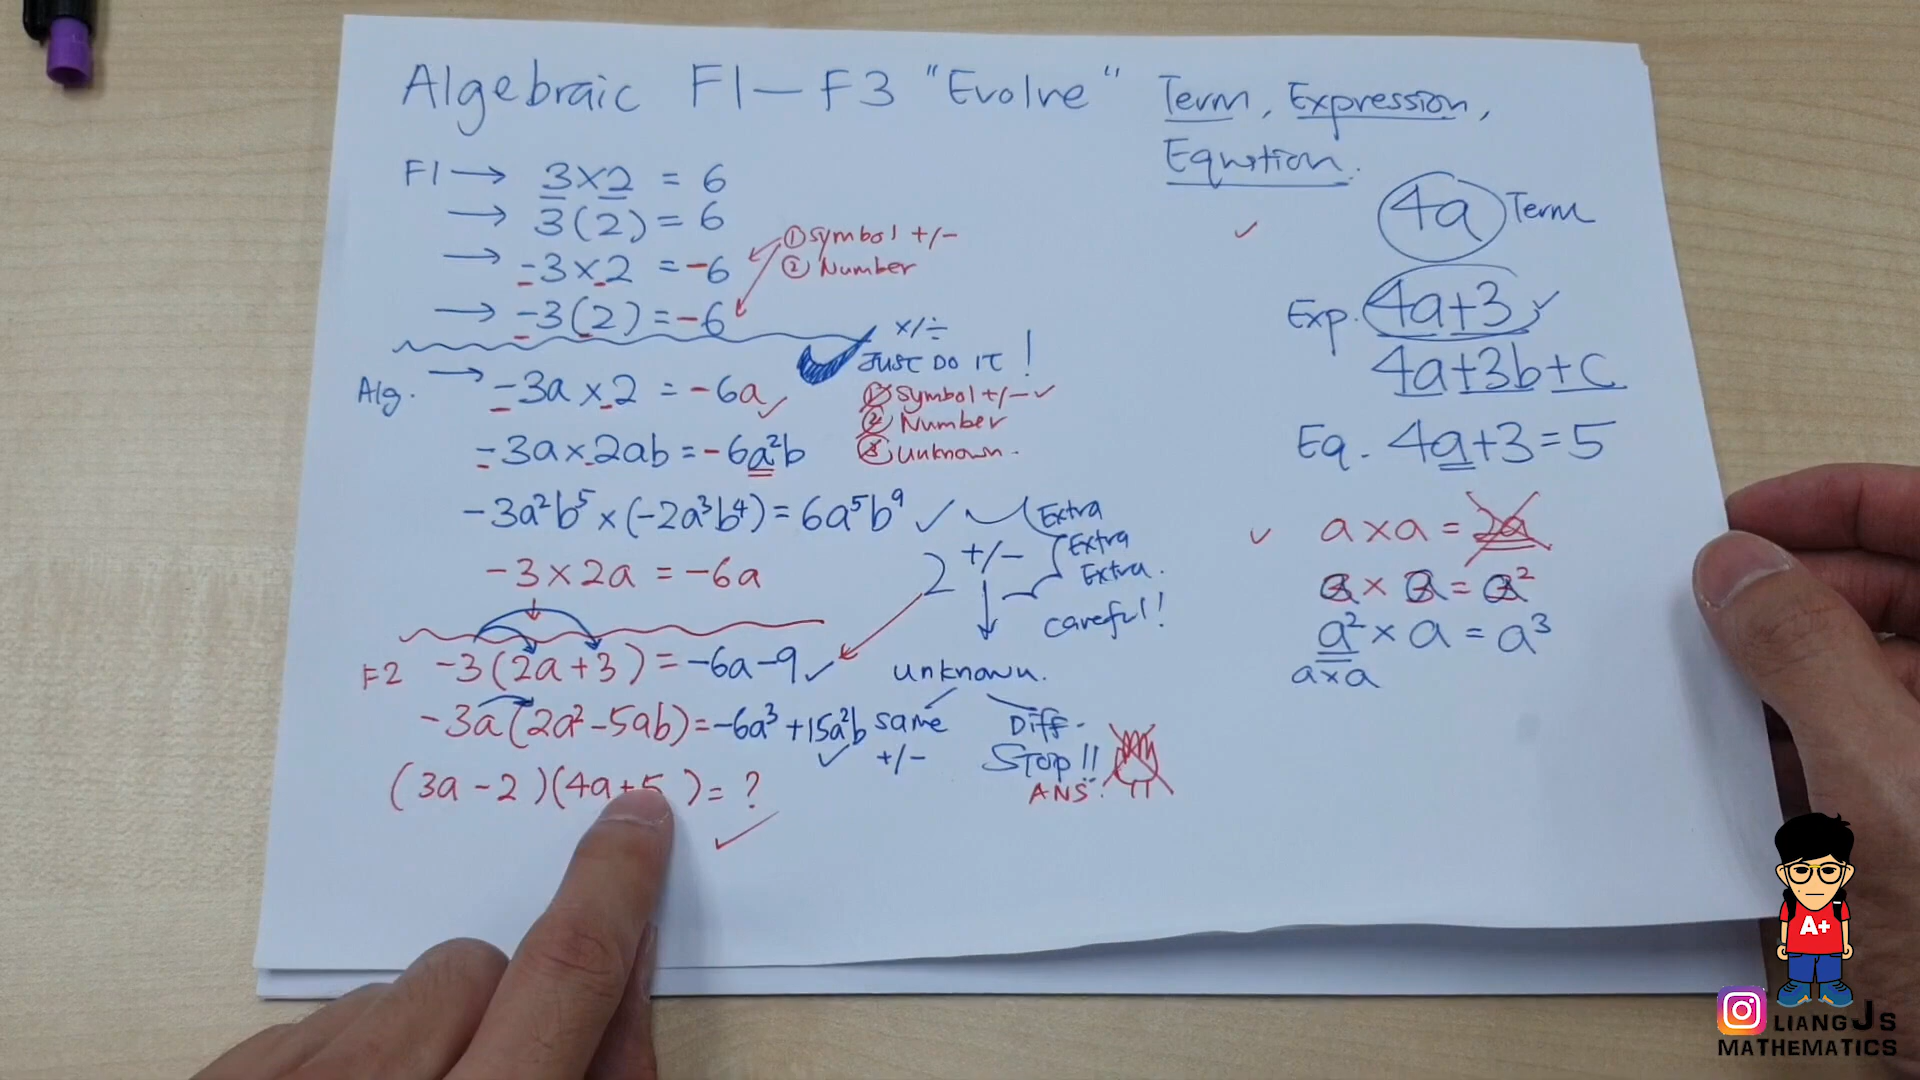 Algebraic F1—F3 "Evolve"
Term, Expression,
Equation.
F1 → 3×2 = 6
→ 3(2) = 6
→ -3×2 = -6
→ -3(2) = -6
① Symbol +/-
② Number
Alg. → -3a × 2 = -6a
-3a × 2ab = -6a²b
-3a²b⁵ × (-2a³b⁴) = 6a⁵b⁹
-3 × 2a = -6a
×/÷
JUST DO IT !
① Symbol +/-
② Number
③ unknown.
F2 -3(2a+3) = -6a-9
-3a(2a²-5ab) = -6a³+15a²b
(3a-2)(4a+5) = ?
2 +/-
Extra
Extra
Extra.
careful!
unknown.
same
+/-
Diff.
STOP!!
ANS.
4a Term
Exp. 4a+3
4a+3b+c
Eq. 4a+3=5
a×a = 2a
a × a = a²
a² × a = a³
a×a
A+
LIANGJS
MATHEMATICS